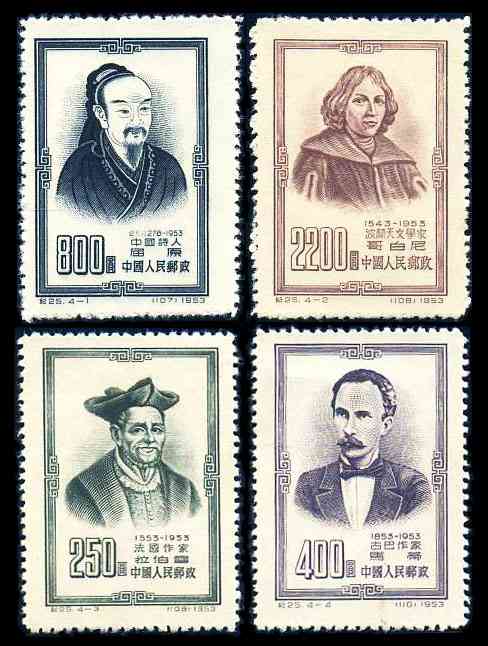 278-1953
中國詩人
屈原
800圓 中國人民郵政
紀25. 4-1 (107) 1953
1543-1953
波蘭天文學家
哥白尼
2200圓 中國人民郵政
紀25. 4-2 (108) 1953
1553-1953
法國作家
拉伯雷
250圓 中國人民郵政
紀25. 4-3 (109) 1953
1853-1953
古巴作家
馬蒂
400圓 中國人民郵政
紀25. 4-4 (110) 1953